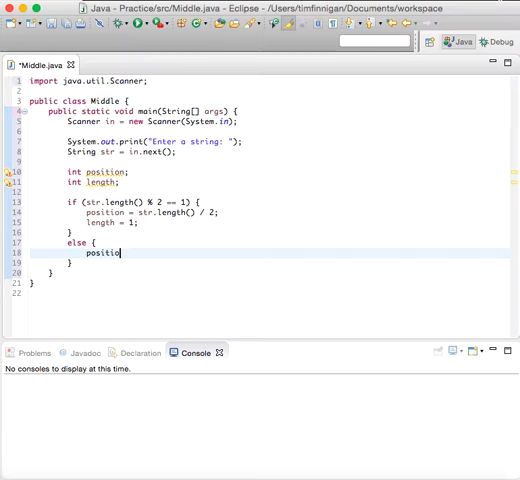 Java - Practice/src/Middle.java - Eclipse - /Users/timfinnigan/Documents/workspace
Java
Debug
*Middle.java
1 import java.util.Scanner;
2
3 public class Middle {
4 public static void main(String[] args) {
5 Scanner in = new Scanner(System.in);
6
7 System.out.print("Enter a string: ");
8 String str = in.next();
9
10 int position;
11 int length;
12
13 if (str.length() % 2 == 1) {
14 position = str.length() / 2;
15 length = 1;
16 }
17 else {
18 positio
19 }
20 }
21 }
22
Problems Javadoc Declaration Console
No consoles to display at this time.